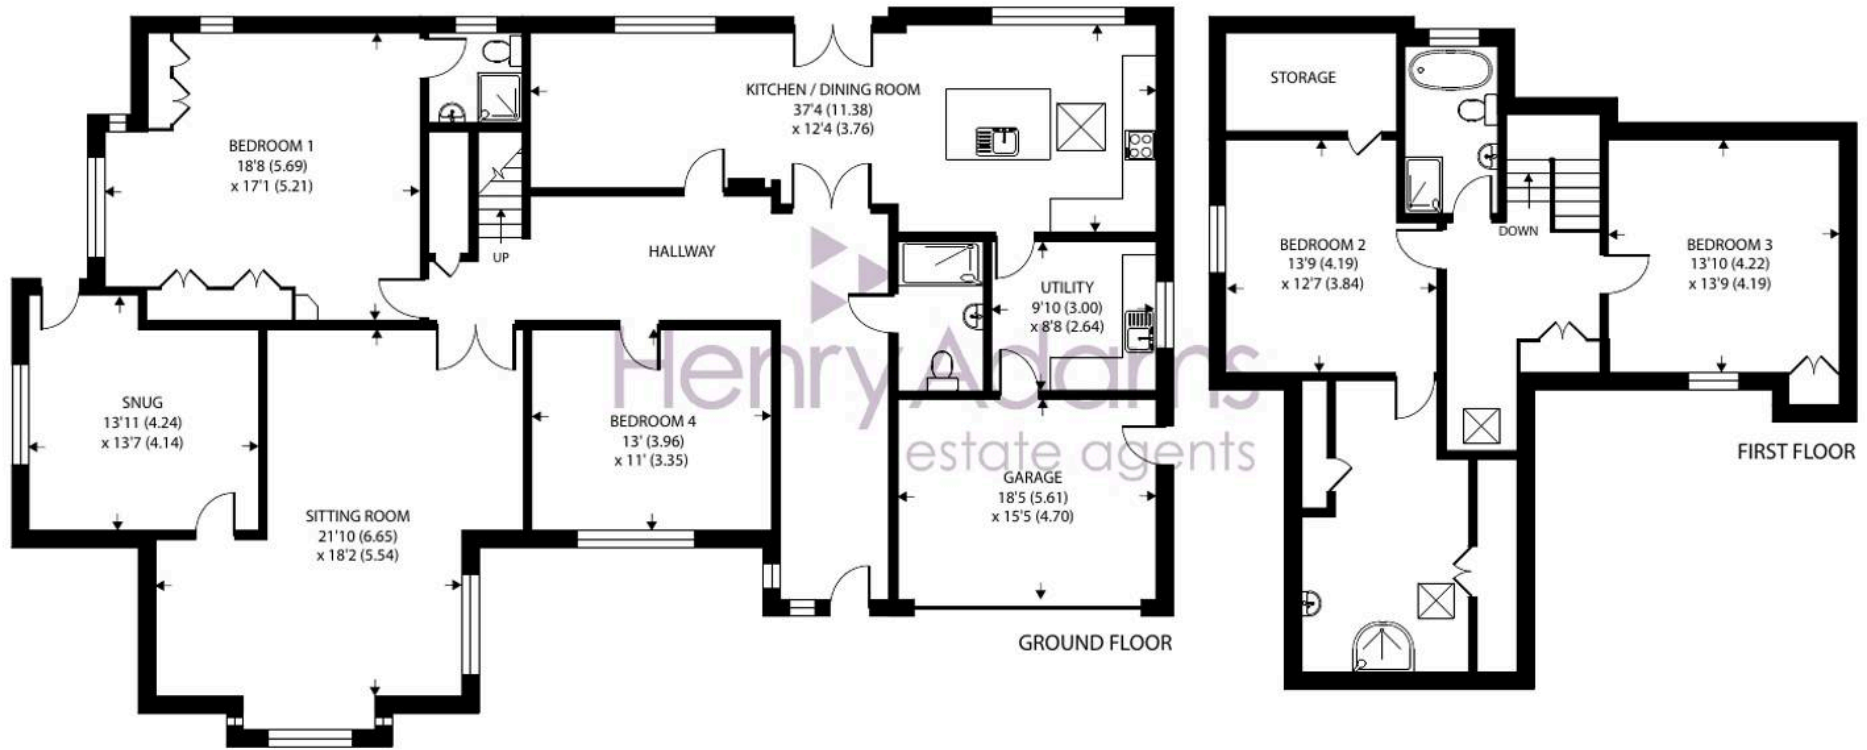 BEDROOM 1
18'8 (5.69)
x 17'1 (5.21)
UP
KITCHEN / DINING ROOM
37'4 (11.38)
x 12'4 (3.76)
HALLWAY
UTILITY
9'10 (3.00)
x 8'8 (2.64)
SNUG
13'11 (4.24)
x 13'7 (4.14)
SITTING ROOM
21'10 (6.65)
x 18'2 (5.54)
BEDROOM 4
13' (3.96)
x 11' (3.35)
GARAGE
18'5 (5.61)
x 15'5 (4.70)
GROUND FLOOR
Henry Adams
estate agents
STORAGE
BEDROOM 2
13'9 (4.19)
x 12'7 (3.84)
DOWN
BEDROOM 3
13'10 (4.22)
x 13'9 (4.19)
FIRST FLOOR